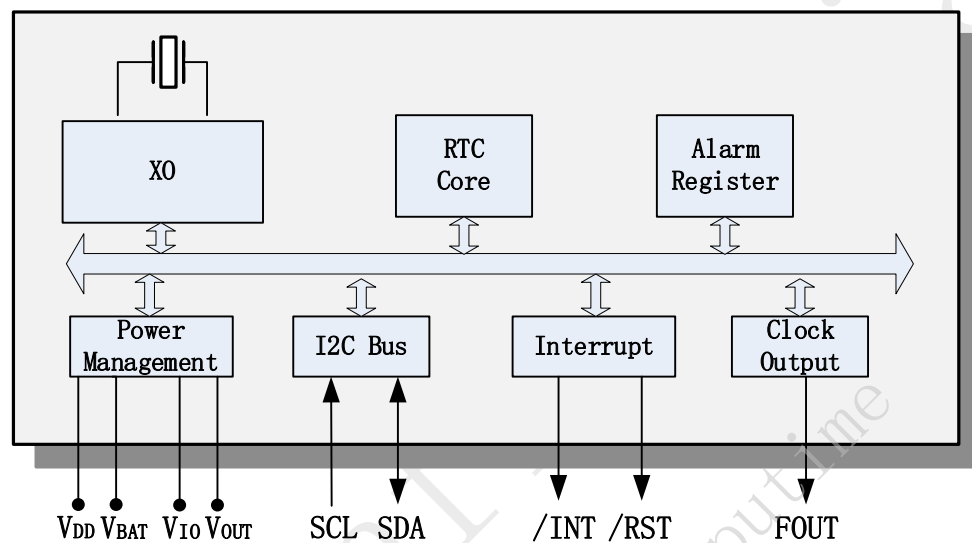 XO
RTC
Core
Alarm
Register
Power
Management
I2C Bus
Interrupt
Clock
Output
VDD VBAT VIO VOUT SCL SDA /INT /RST FOUT